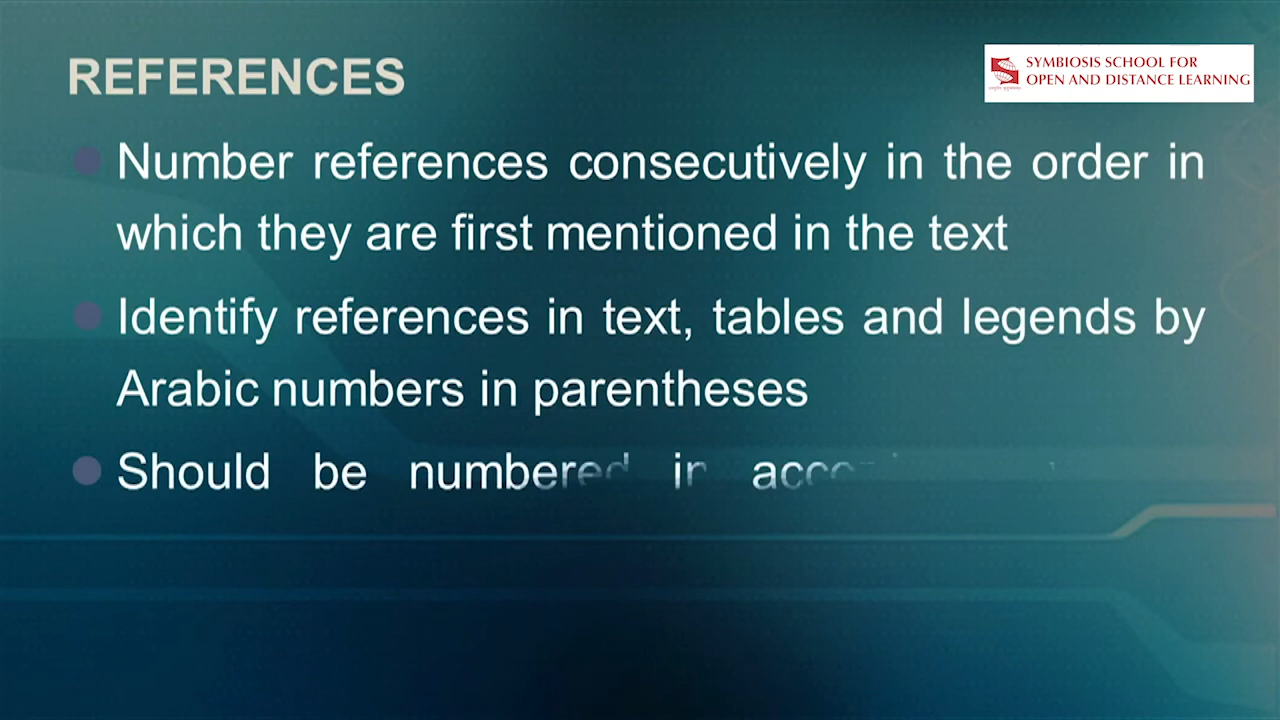 REFERENCES
SYMBIOSIS SCHOOL FOR
OPEN AND DISTANCE LEARNING
Number references consecutively in the order in
which they are first mentioned in the text
Identify references in text, tables and legends by
Arabic numbers in parentheses
Should be numbered in